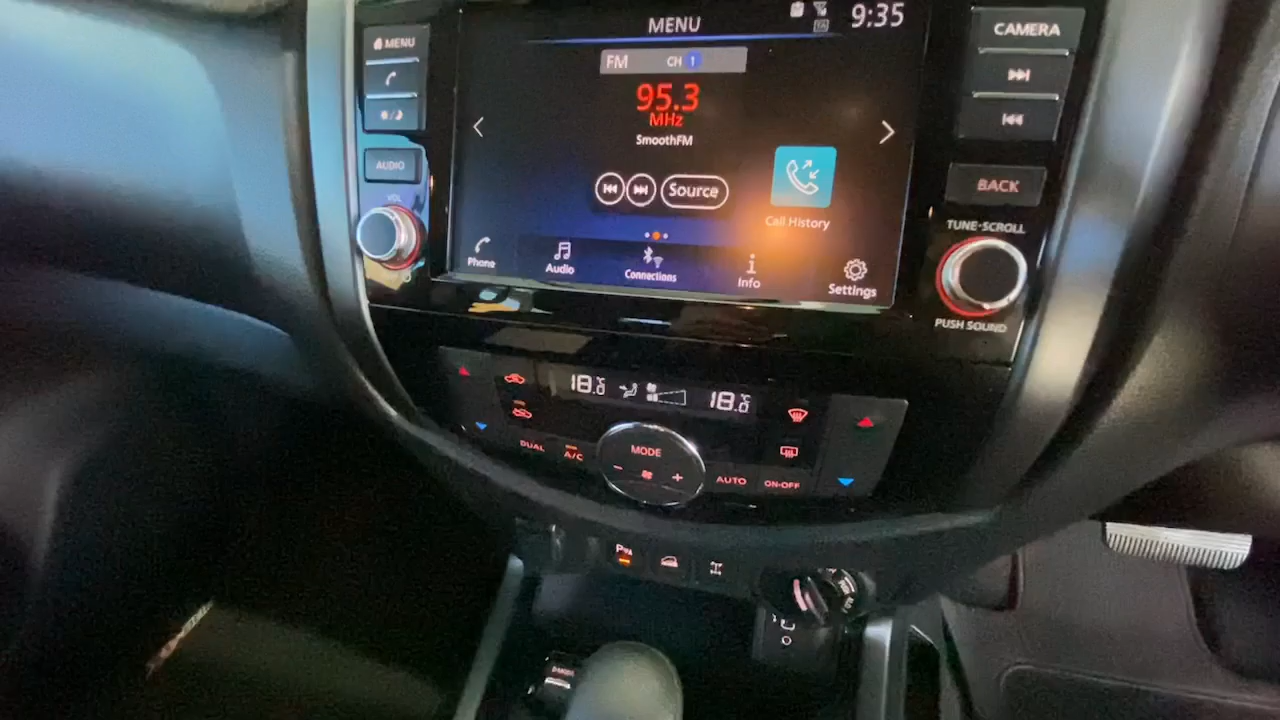 MENU
9:35
MENU
CAMERA
FM
CH 1
95.3
MHz
SmoothFM
AUDIO
VOL
Source
BACK
Call History
TUNE·SCROLL
Phone
Audio
Connections
Info
Settings
PUSH SOUND
18.0°C
18.0°C
MODE
DUAL
A/C
- +
AUTO
ON·OFF